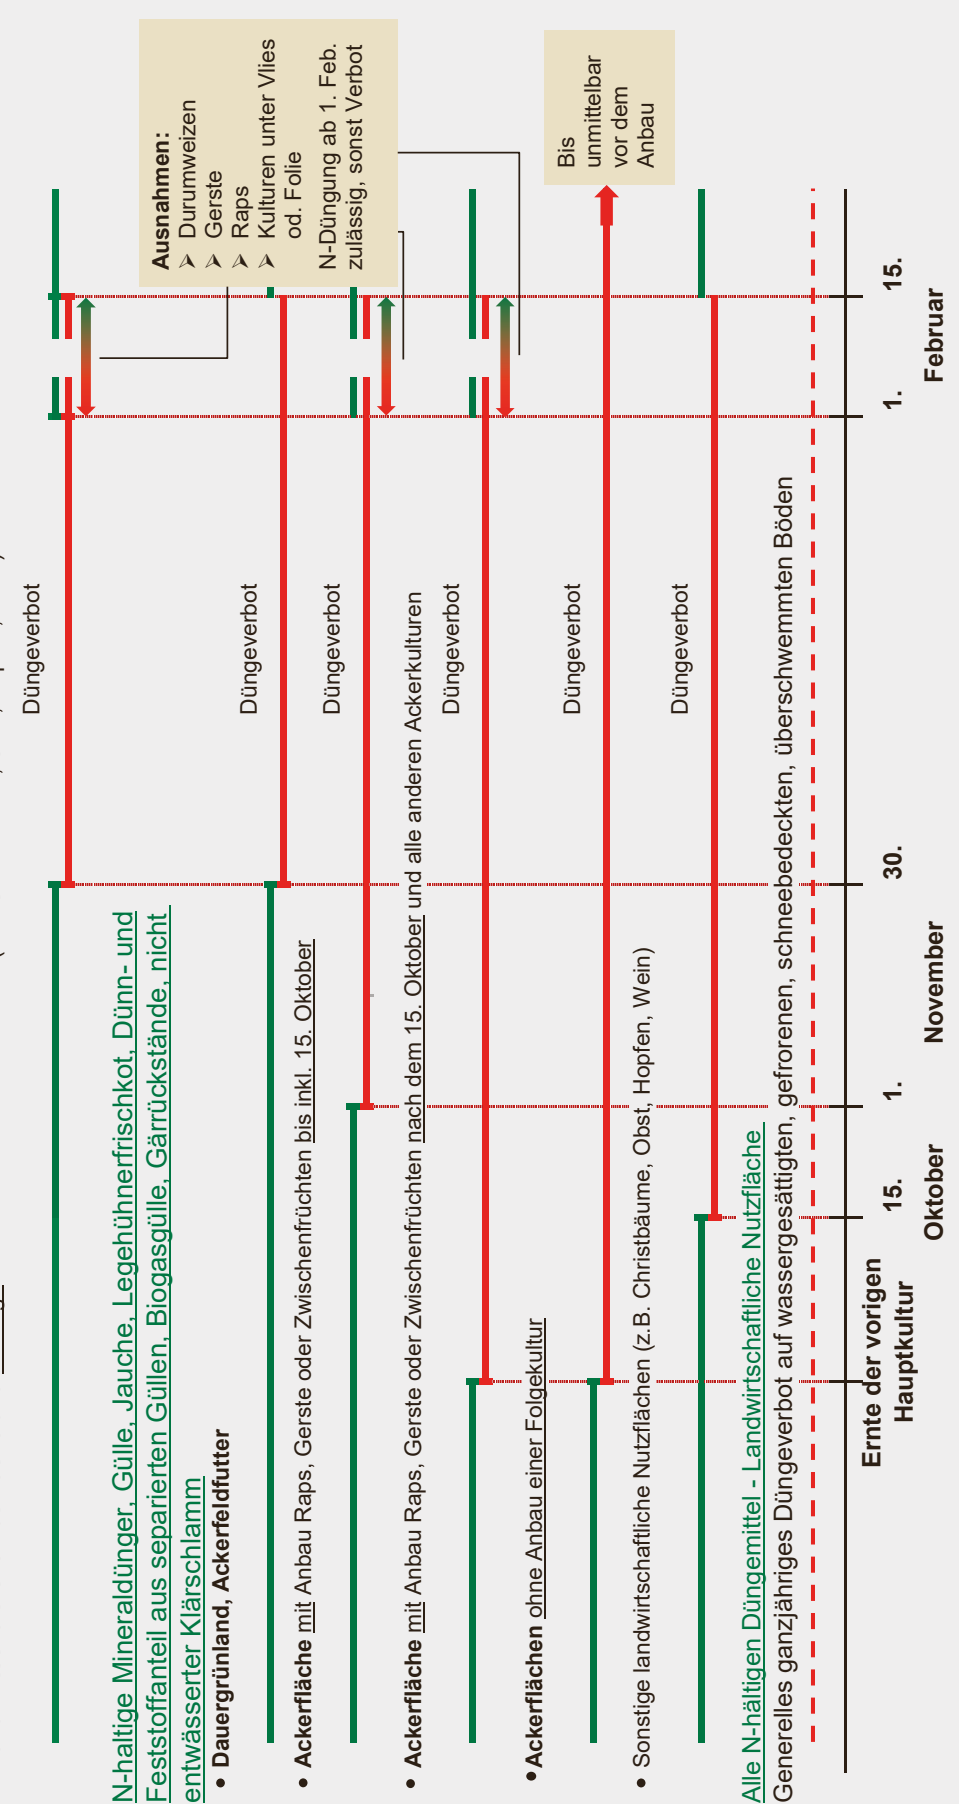 Düngeverbot
N-haltige Mineraldünger, Gülle, Jauche, Legehühnerfrischkot, Dünn- und
Feststoffanteil aus separierten Güllen, Biogasgülle, Gärrückstände, nicht
entwässerter Klärschlamm
• Dauergrünland, Ackerfeldfutter
Düngeverbot
Ausnahmen:
➢ Durumweizen
➢ Gerste
➢ Raps
➢ Kulturen unter Vlies
od. Folie
N-Düngung ab 1. Feb.
zulässig, sonst Verbot
• Ackerfläche mit Anbau Raps, Gerste oder Zwischenfrüchten bis inkl. 15. Oktober
Düngeverbot
• Ackerfläche mit Anbau Raps, Gerste oder Zwischenfrüchten nach dem 15. Oktober und alle anderen Ackerkulturen
Düngeverbot
• Ackerflächen ohne Anbau einer Folgekultur
Düngeverbot
Bis
unmittelbar
vor dem
Anbau
• Sonstige landwirtschaftliche Nutzflächen (z.B. Christbäume, Obst, Hopfen, Wein)
Düngeverbot
Alle N-hältigen Düngemittel - Landwirtschaftliche Nutzfläche
Generelles ganzjähriges Düngeverbot auf wassergesättigten, gefrorenen, schneebedeckten, überschwemmten Böden
Ernte der vorigen
Hauptkultur
15.
1.
30.
1.
15.
Oktober
November
Februar